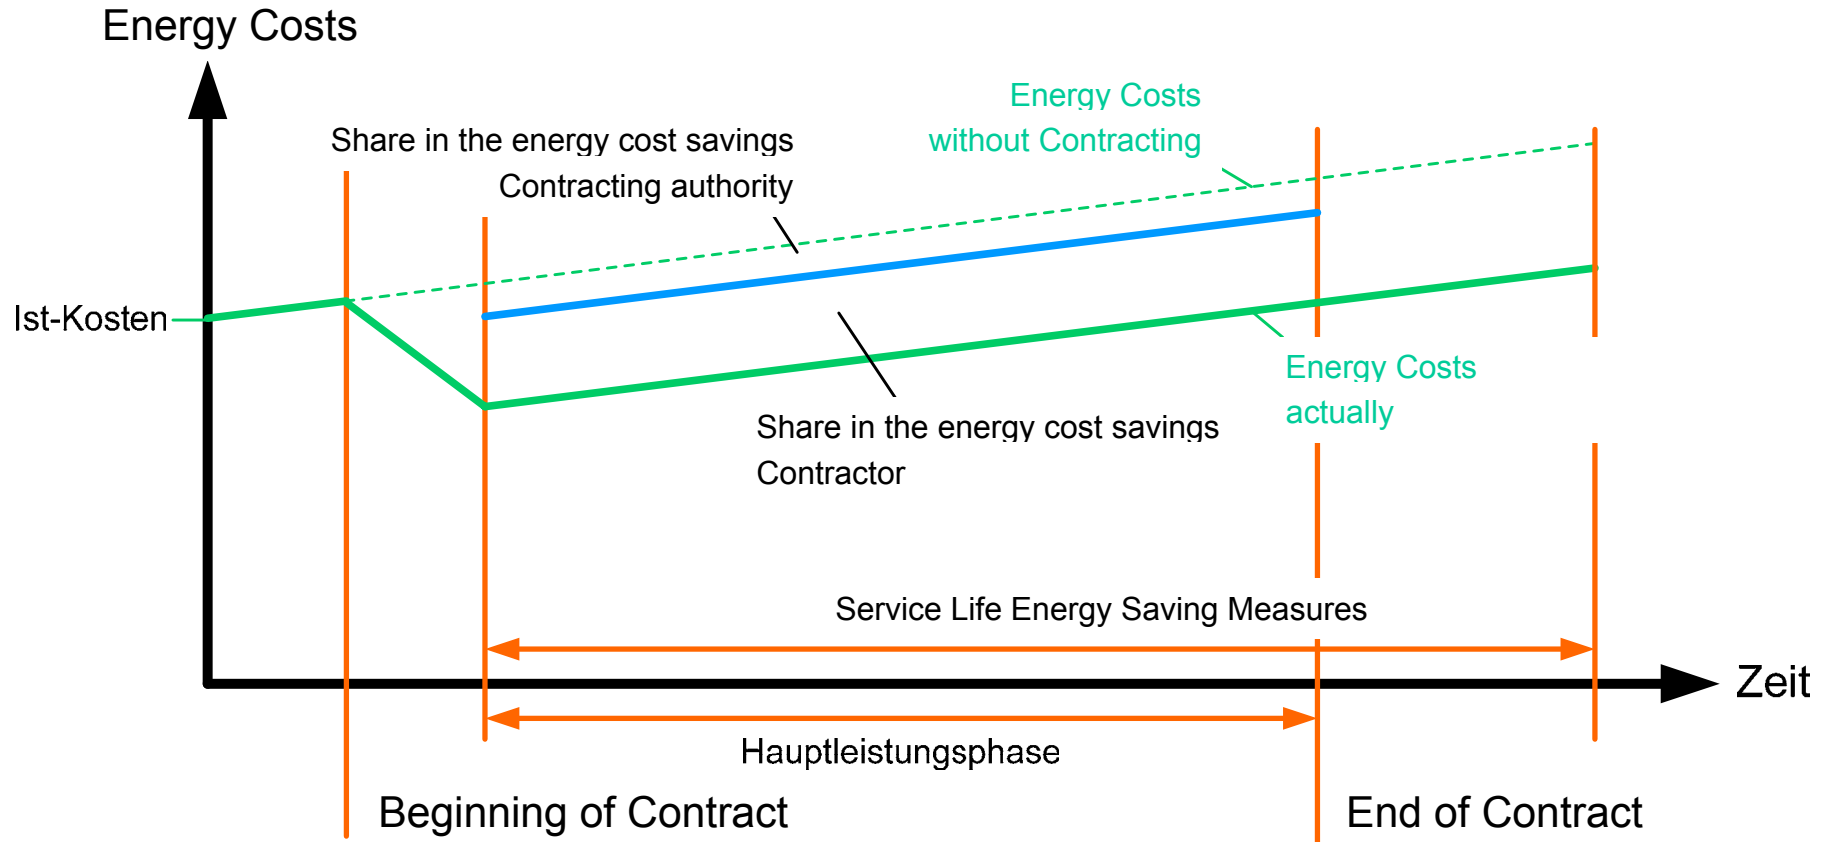 Energy Costs
Energy Costs
without Contracting
Share in the energy cost savings
Contracting authority
Ist-Kosten
Energy Costs
actually
Share in the energy cost savings
Contractor
Service Life Energy Saving Measures
Zeit
Hauptleistungsphase
Beginning of Contract
End of Contract